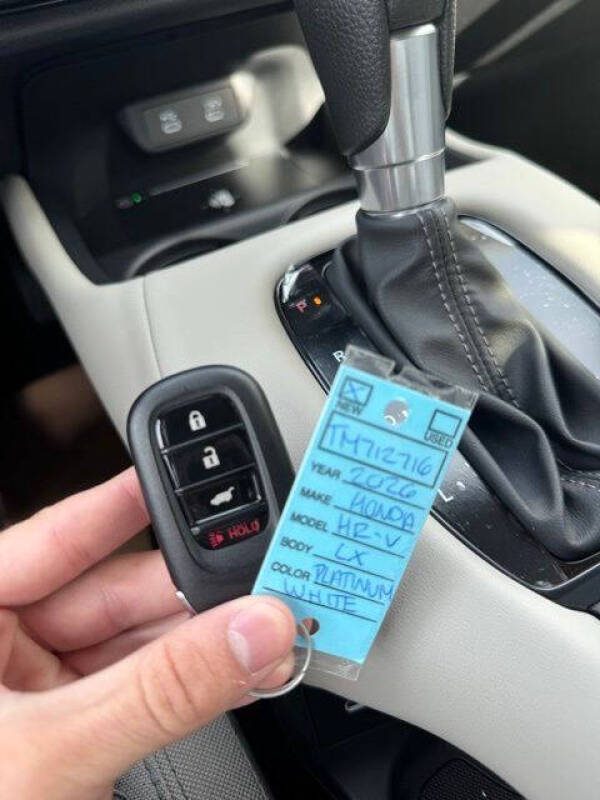 P
R
L
HOLD
X
NEW
USED
TM712716
YEAR 2026
MAKE HONDA
MODEL HR-V
BODY LX
COLOR PLATINUM
WHITE